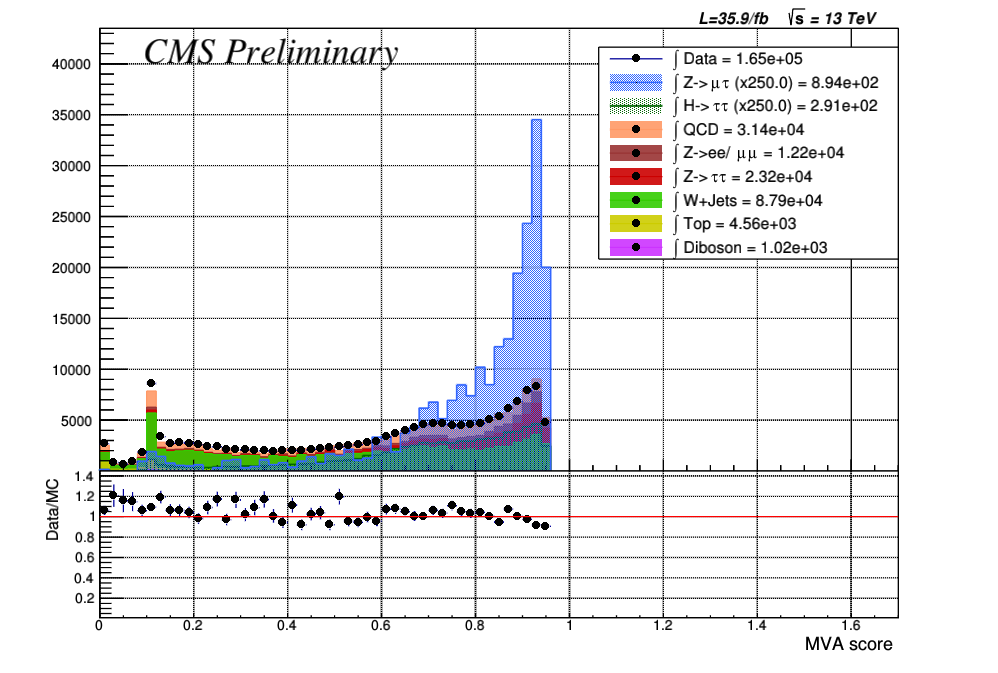 L=35.9/fb √s = 13 TeV
CMS Preliminary
∫ Data = 1.65e+05
∫ Z->μτ (x250.0) = 8.94e+02
∫ H->ττ (x250.0) = 2.91e+02
∫ QCD = 3.14e+04
∫ Z->ee/ μμ = 1.22e+04
∫ Z->ττ = 2.32e+04
∫ W+Jets = 8.79e+04
∫ Top = 4.56e+03
∫ Diboson = 1.02e+03
40000
35000
30000
25000
20000
15000
10000
5000
Data/MC
1.4
1.2
1
0.8
0.6
0.4
0.2
0 0.2 0.4 0.6 0.8 1 1.2 1.4 1.6
MVA score